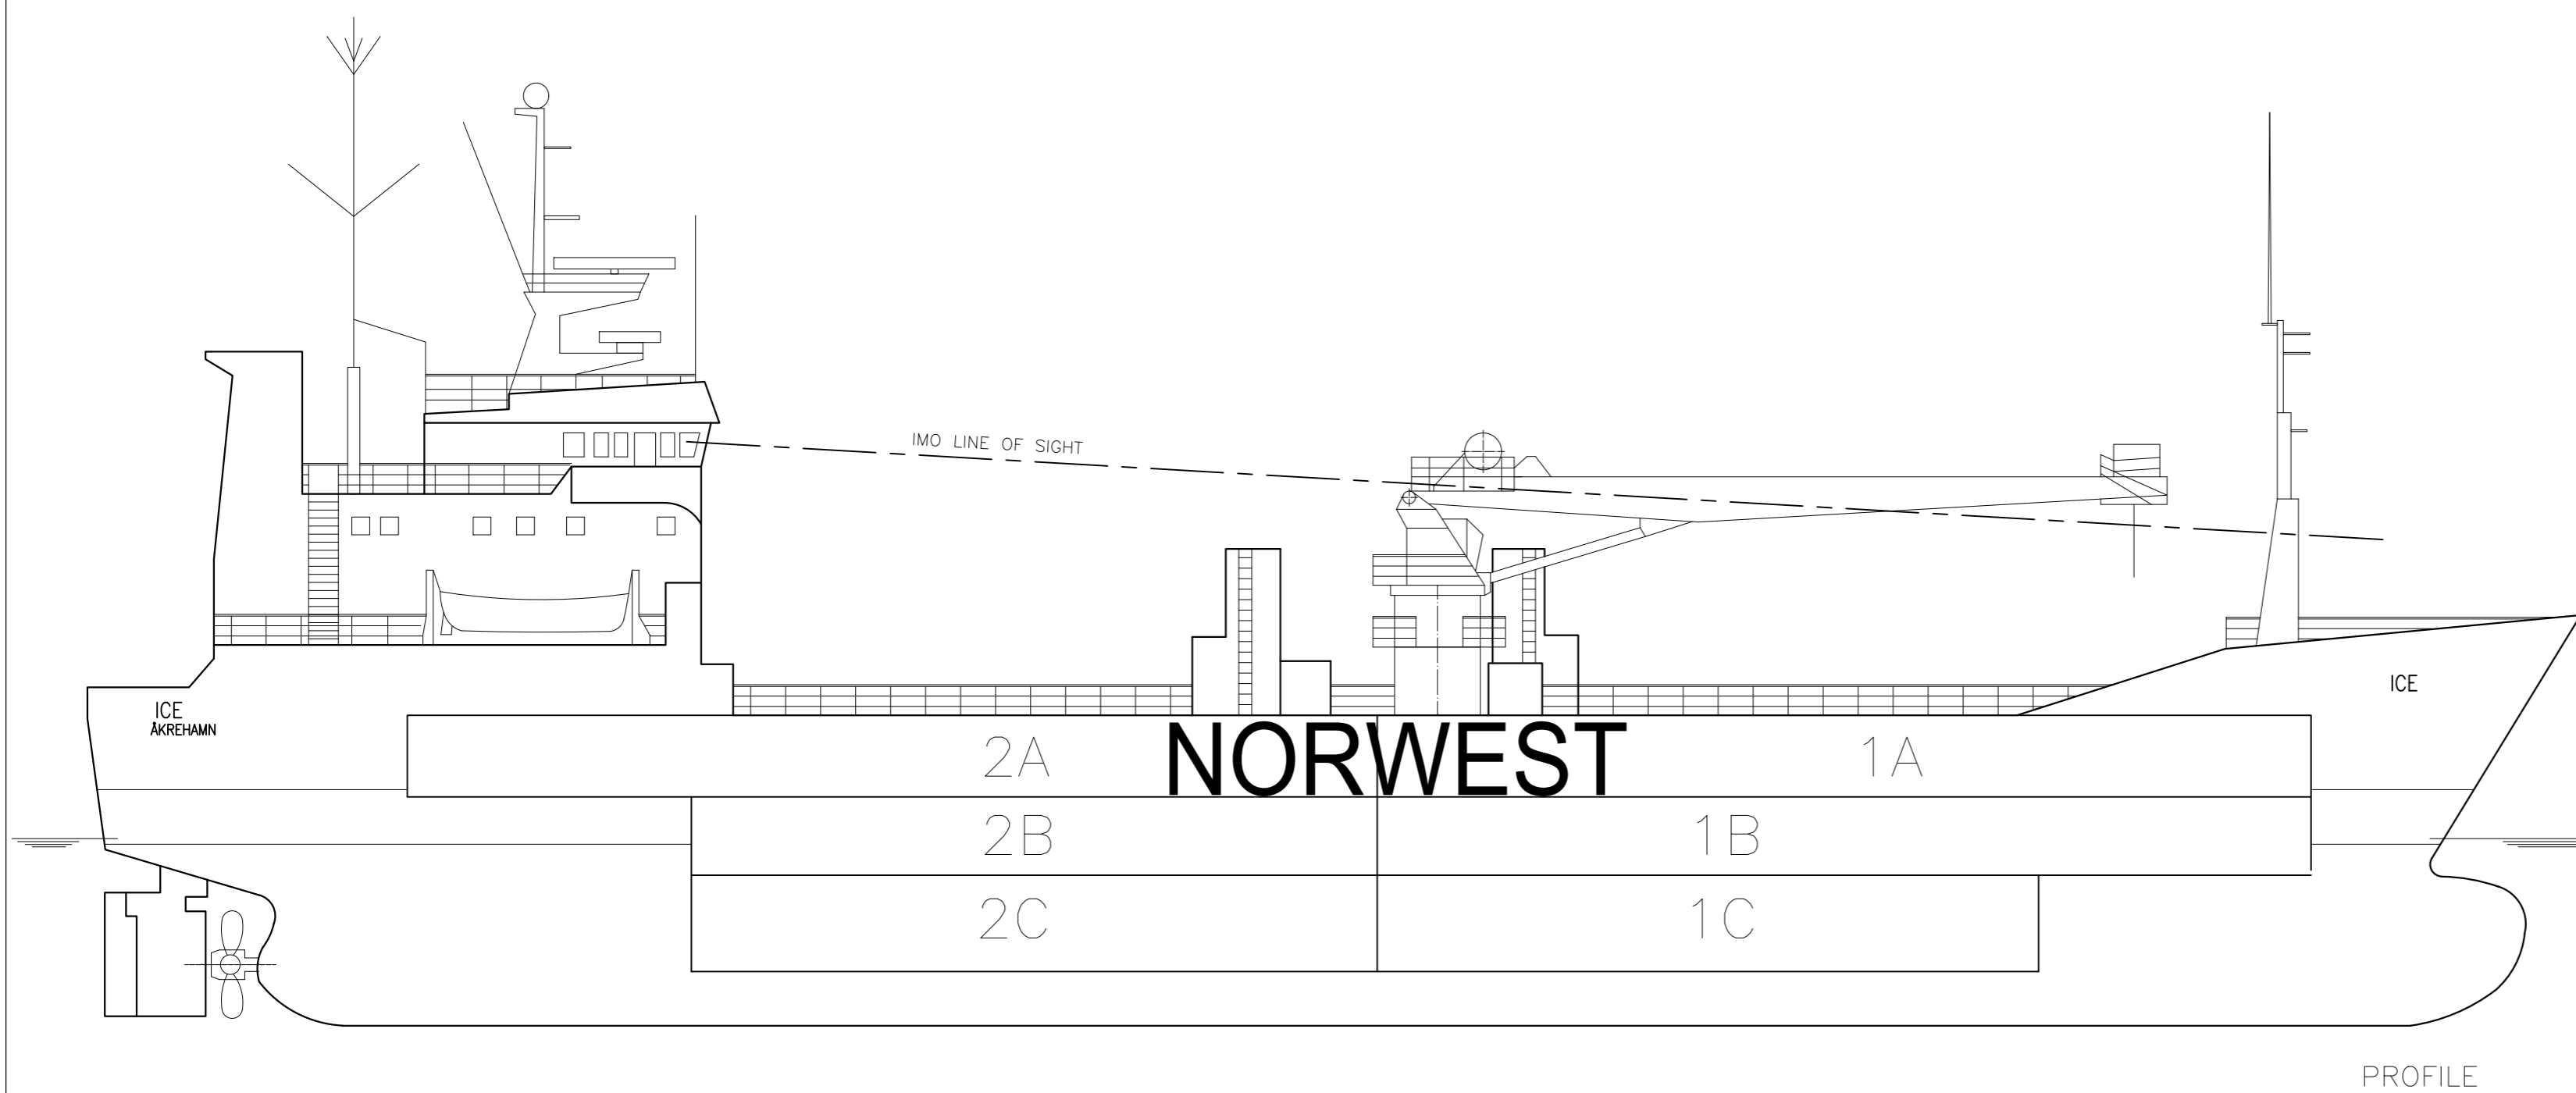 IMO LINE OF SIGHT
ICE
ICE
ÅKREHAMN
2A
NORWEST
1A
2B
1B
2C
1C
PROFILE